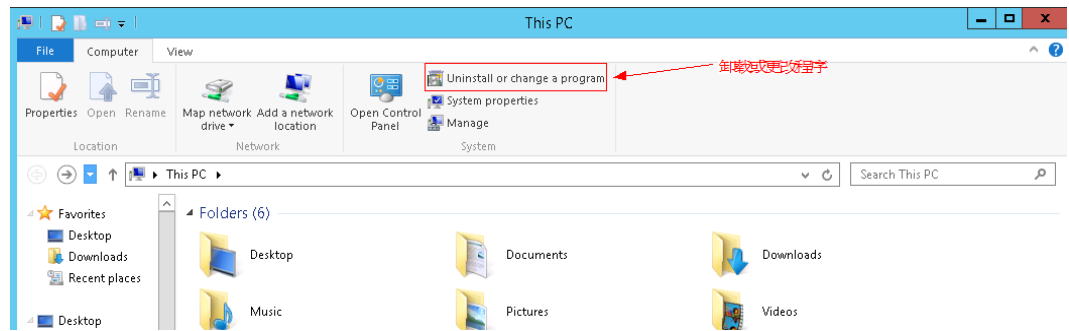 This PC
File Computer View
Uninstall or change a program
卸载或更改程序
System properties
Manage
Properties Open Rename
Map network drive
Add a network location
Open Control Panel
Location
Network
System
This PC
Search This PC
Favorites
Desktop
Downloads
Recent places
Desktop
Folders (6)
Desktop
Documents
Downloads
Music
Pictures
Videos